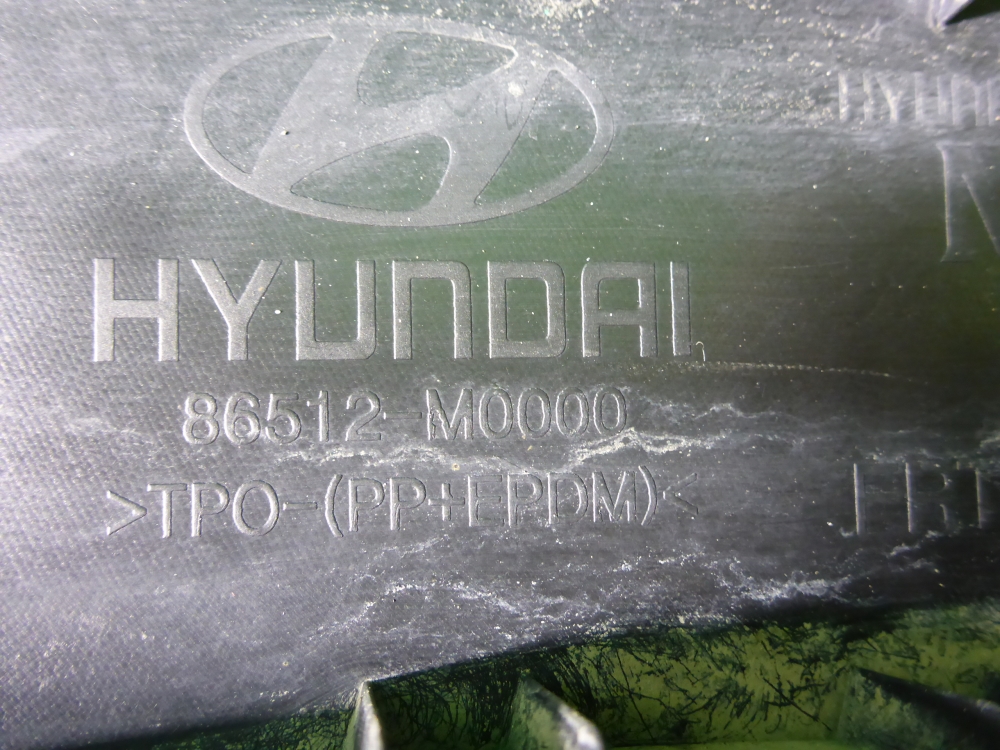 HYUNDAI
86512-M0000
>TPO-(PP+EPDM)<